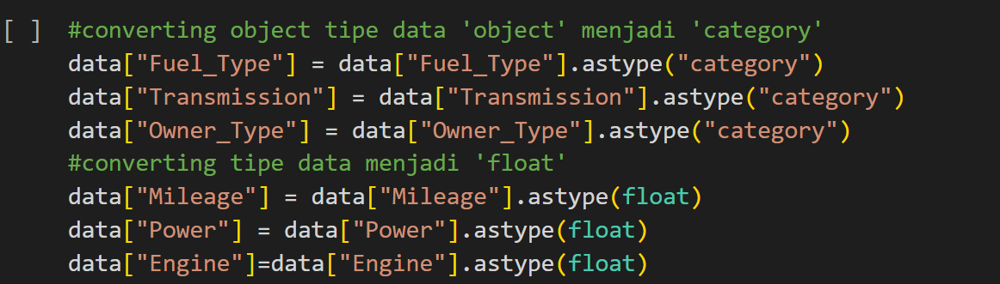 [ ] #converting object tipe data 'object' menjadi 'category'
data["Fuel_Type"] = data["Fuel_Type"].astype("category")
data["Transmission"] = data["Transmission"].astype("category")
data["Owner_Type"] = data["Owner_Type"].astype("category")
#converting tipe data menjadi 'float'
data["Mileage"] = data["Mileage"].astype(float)
data["Power"] = data["Power"].astype(float)
data["Engine"]=data["Engine"].astype(float)